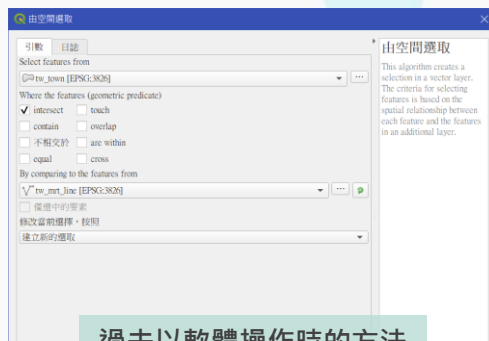 由空間選取
引數 日誌
Select features from
tw_town [EPSG:3826]
Where the features (geometric predicate)
intersect touch
contain overlap
不相交於 are within
equal cross
By comparing to the features from
tw_mrt_line [EPSG:3826]
僅選中的要素
修改當前選擇，按照
建立新的選取
由空間選取
This algorithm creates a
selection in a vector layer.
The criteria for selecting
features is based on the
spatial relationship between
each feature and the features
in an additional layer.
過去以軟體操作時的方法